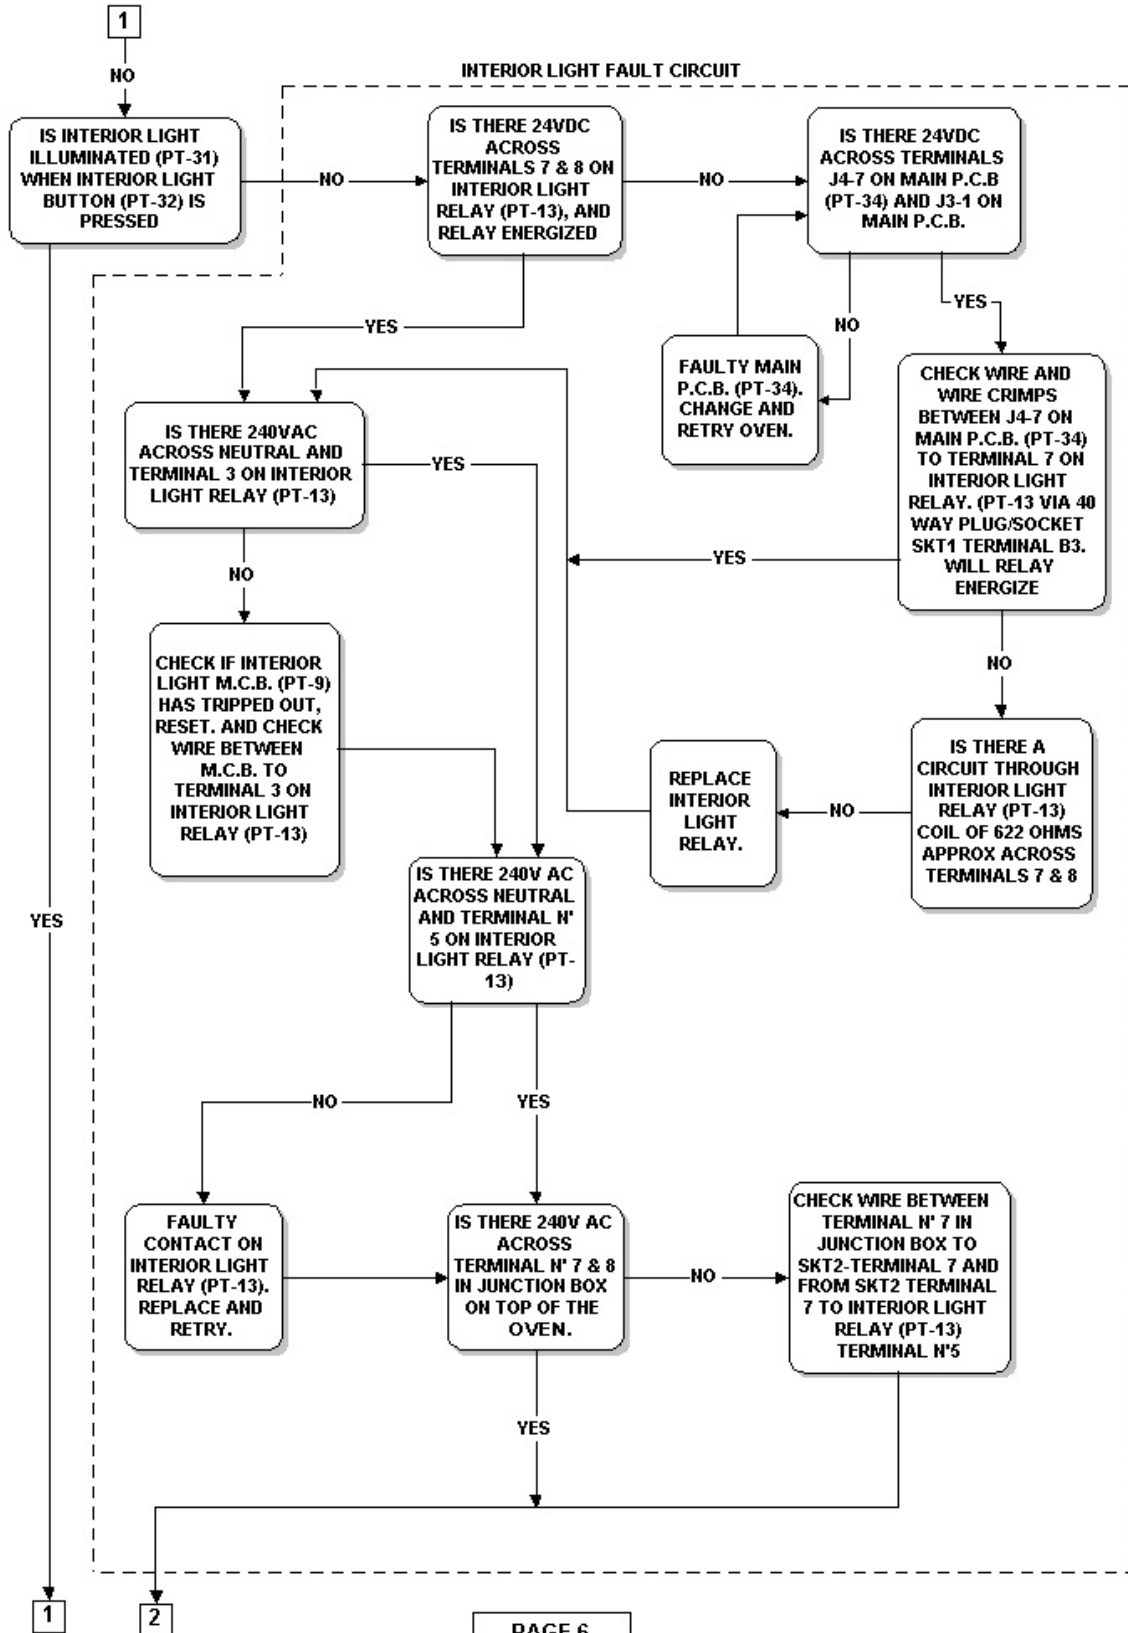 1
NO
INTERIOR LIGHT FAULT CIRCUIT
IS INTERIOR LIGHT
ILLUMINATED (PT-31)
WHEN INTERIOR LIGHT
BUTTON (PT-32) IS
PRESSED
NO
IS THERE 24VDC
ACROSS
TERMINALS 7 & 8 ON
INTERIOR LIGHT
RELAY (PT-13), AND
RELAY ENERGIZED
NO
IS THERE 24VDC
ACROSS TERMINALS
J4-7 ON MAIN P.C.B
(PT-34) AND J3-1 ON
MAIN P.C.B.
YES
NO
YES
FAULTY MAIN
P.C.B. (PT-34).
CHANGE AND
RETRY OVEN.
CHECK WIRE AND
WIRE CRIMPS
BETWEEN J4-7 ON
MAIN P.C.B. (PT-34)
TO TERMINAL 7 ON
INTERIOR LIGHT
RELAY. (PT-13 VIA 40
WAY PLUG/SOCKET
SKT1 TERMINAL B3.
WILL RELAY
ENERGIZE
IS THERE 240VAC
ACROSS NEUTRAL AND
TERMINAL 3 ON INTERIOR
LIGHT RELAY (PT-13)
YES
YES
NO
NO
CHECK IF INTERIOR
LIGHT M.C.B. (PT-9)
HAS TRIPPED OUT,
RESET. AND CHECK
WIRE BETWEEN
M.C.B. TO
TERMINAL 3 ON
INTERIOR LIGHT
RELAY (PT-13)
REPLACE
INTERIOR
LIGHT
RELAY.
NO
IS THERE A
CIRCUIT THROUGH
INTERIOR LIGHT
RELAY (PT-13)
COIL OF 622 OHMS
APPROX ACROSS
TERMINALS 7 & 8
YES
IS THERE 240V AC
ACROSS NEUTRAL
AND TERMINAL N'
5 ON INTERIOR
LIGHT RELAY (PT-
13)
NO
YES
FAULTY
CONTACT ON
INTERIOR LIGHT
RELAY (PT-13).
REPLACE AND
RETRY.
IS THERE 240V AC
ACROSS
TERMINAL N' 7 & 8
IN JUNCTION BOX
ON TOP OF THE
OVEN.
NO
CHECK WIRE BETWEEN
TERMINAL N' 7 IN
JUNCTION BOX TO
SKT2-TERMINAL 7 AND
FROM SKT2 TERMINAL
7 TO INTERIOR LIGHT
RELAY (PT-13)
TERMINAL N'5
YES
1
2
PAGE 6